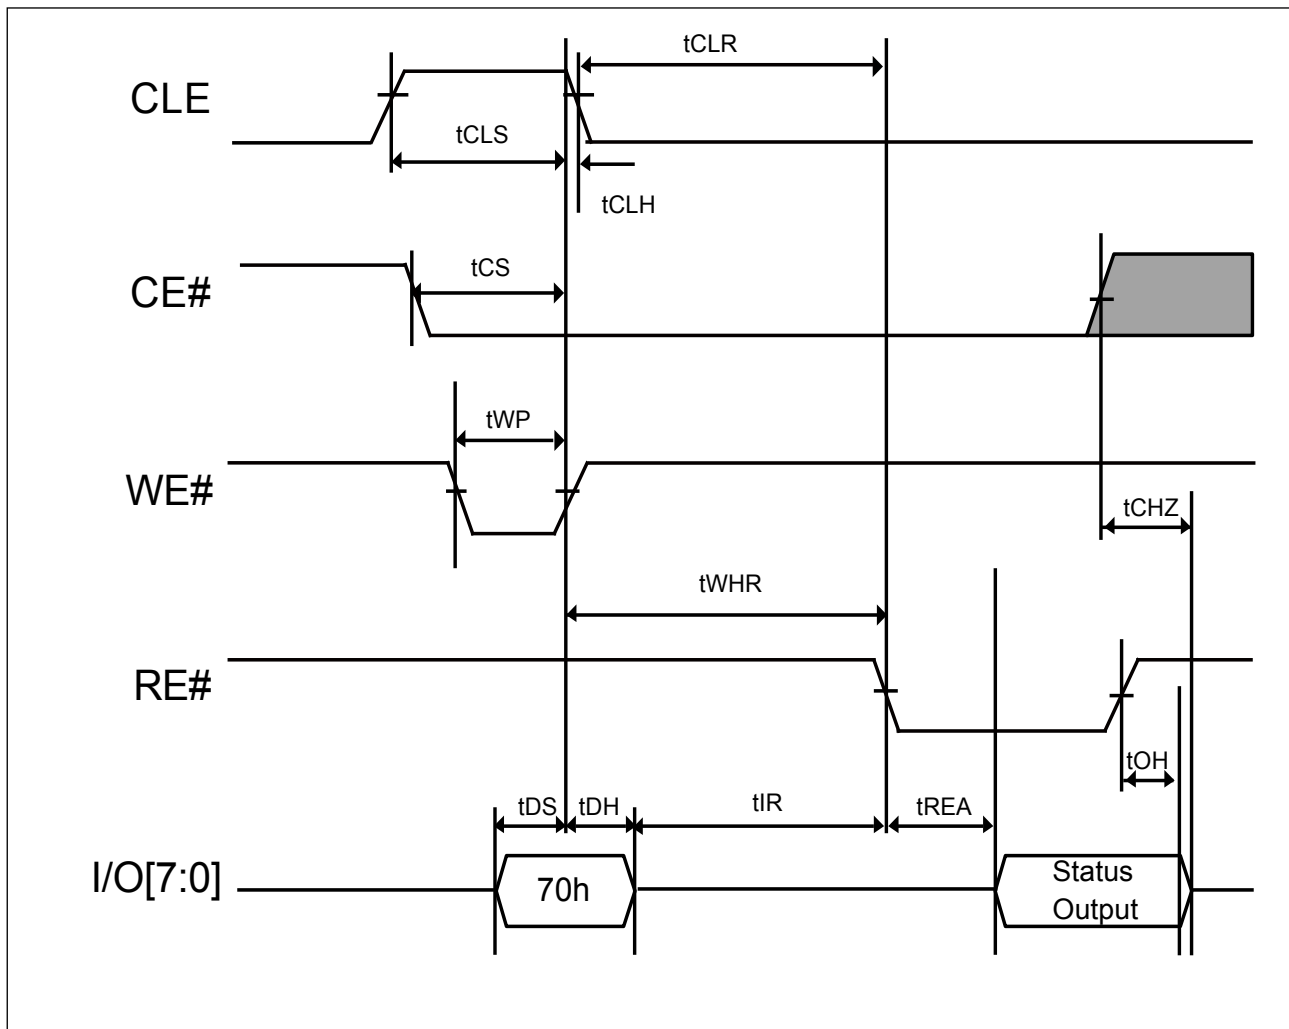 tCLR
CLE
tCLS
tCLH
CE#
tCS
tWP
WE#
tCHZ
tWHR
RE#
tOH
tDS
tDH
tIR
tREA
I/O[7:0]
70h
Status
Output